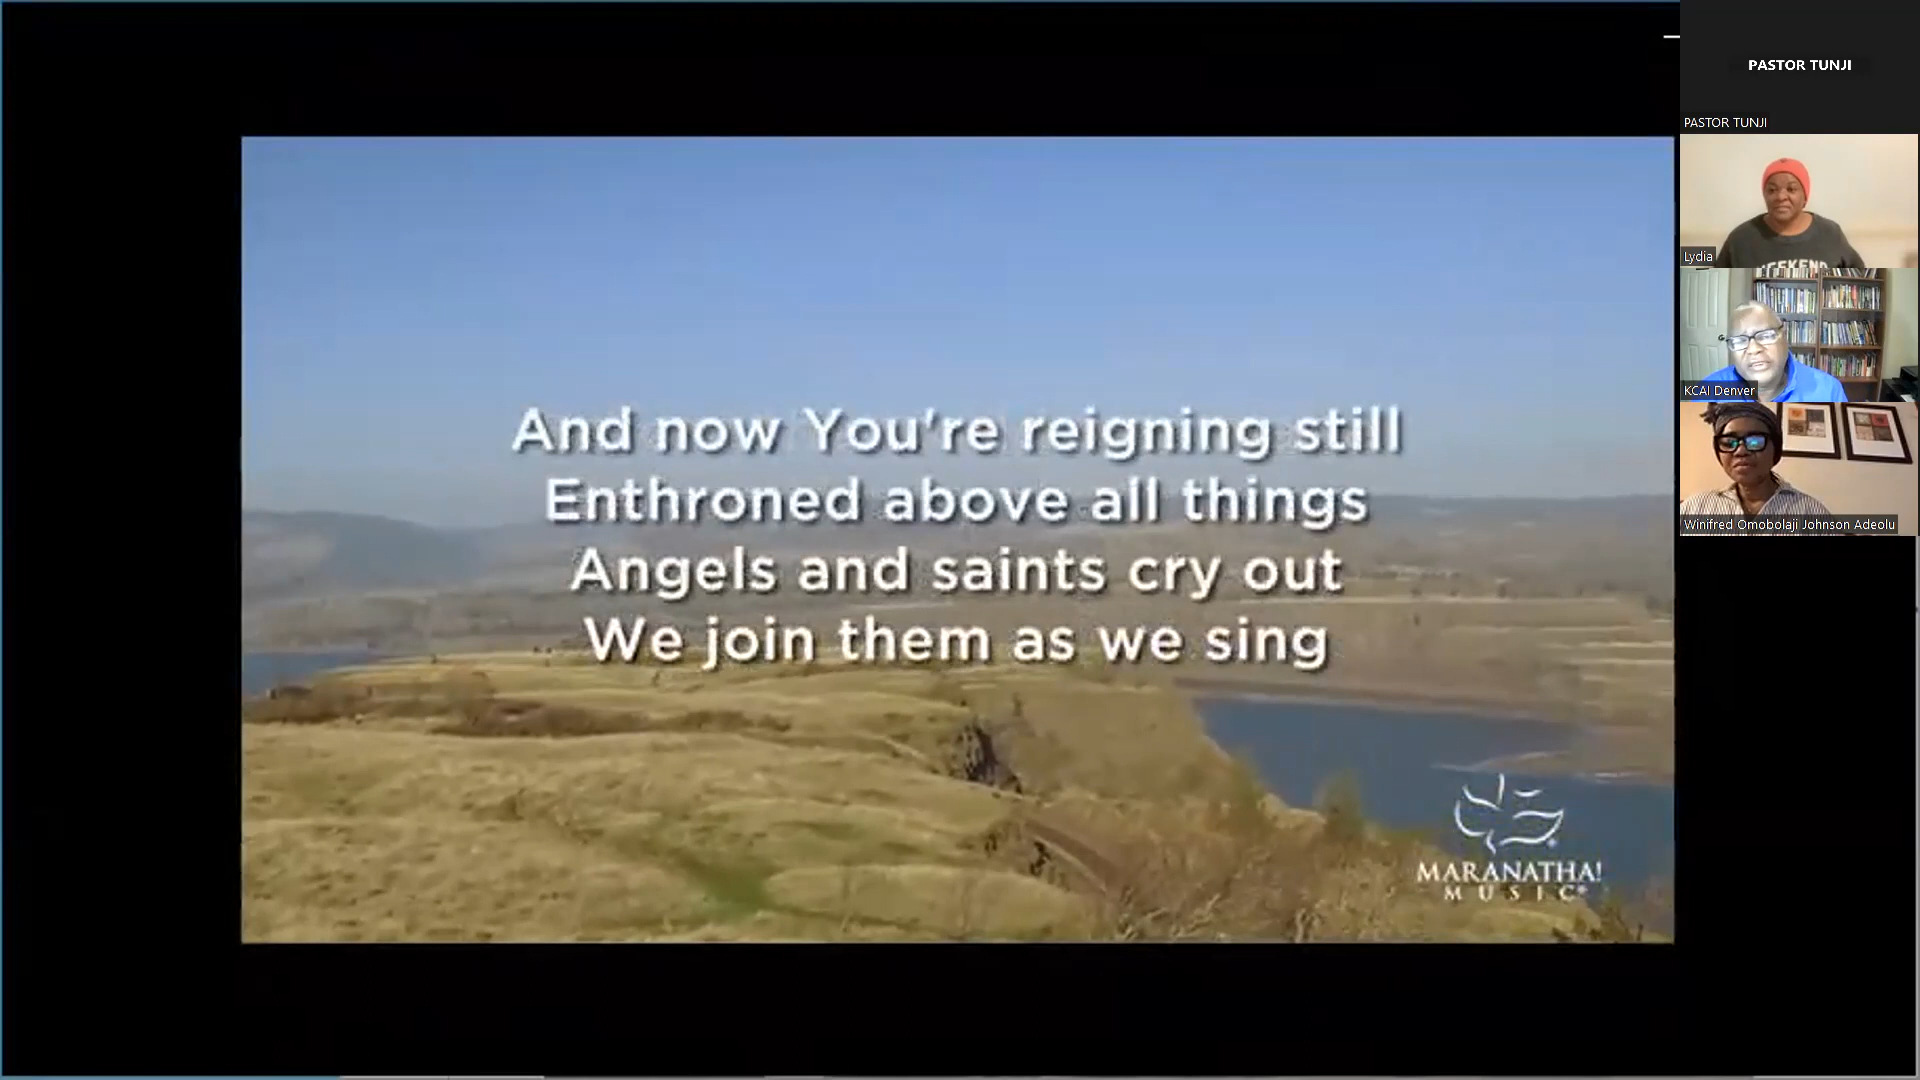 And now You're reigning still
Enthroned above all things
Angels and saints cry out
We join them as we sing
MARANATHA!
MUSIC®
PASTOR TUNJI
PASTOR TUNJI
WEEKEND
Lydia
KCAI Denver
Winifred Omobolaji Johnson Adeolu